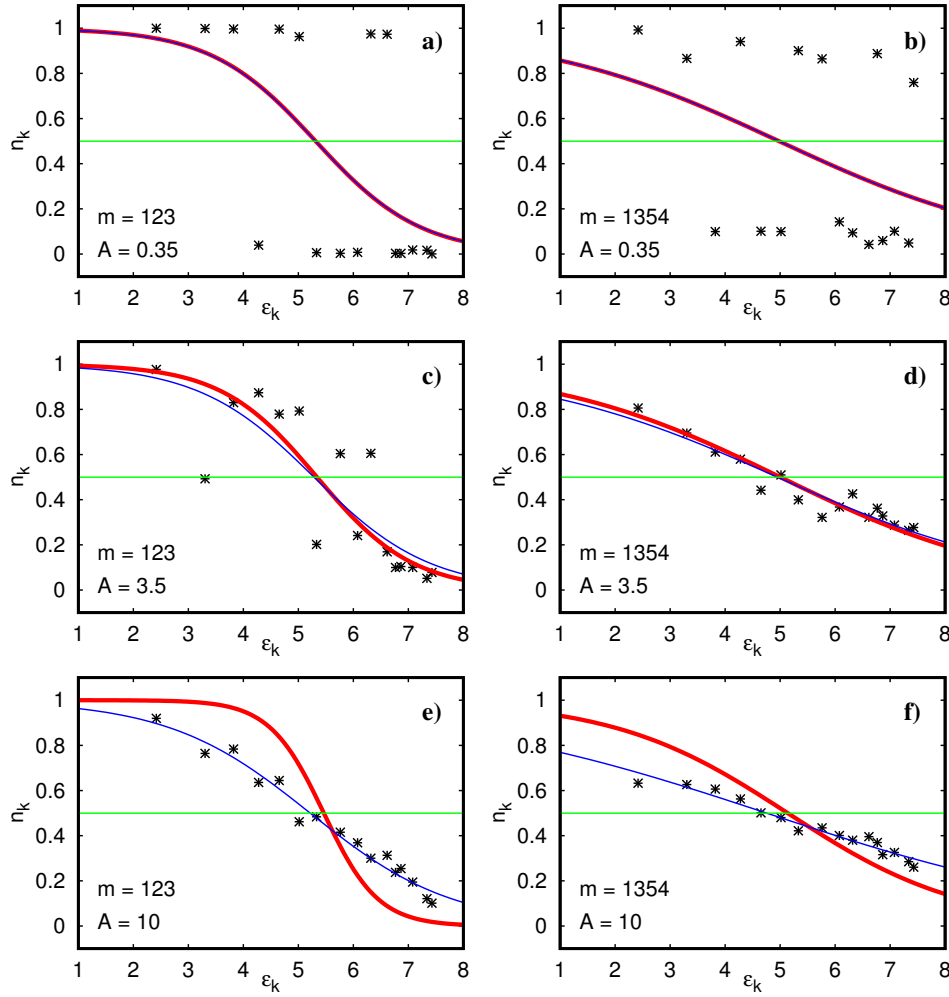 a)
1
0.8
0.6
0.4
0.2
0
n_k
m = 123
A = 0.35
1 2 3 4 5 6 7 8
ε_k
b)
1
0.8
0.6
0.4
0.2
0
n_k
m = 1354
A = 0.35
1 2 3 4 5 6 7 8
ε_k
c)
1
0.8
0.6
0.4
0.2
0
n_k
m = 123
A = 3.5
1 2 3 4 5 6 7 8
ε_k
d)
1
0.8
0.6
0.4
0.2
0
n_k
m = 1354
A = 3.5
1 2 3 4 5 6 7 8
ε_k
e)
1
0.8
0.6
0.4
0.2
0
n_k
m = 123
A = 10
1 2 3 4 5 6 7 8
ε_k
f)
1
0.8
0.6
0.4
0.2
0
n_k
m = 1354
A = 10
1 2 3 4 5 6 7 8
ε_k